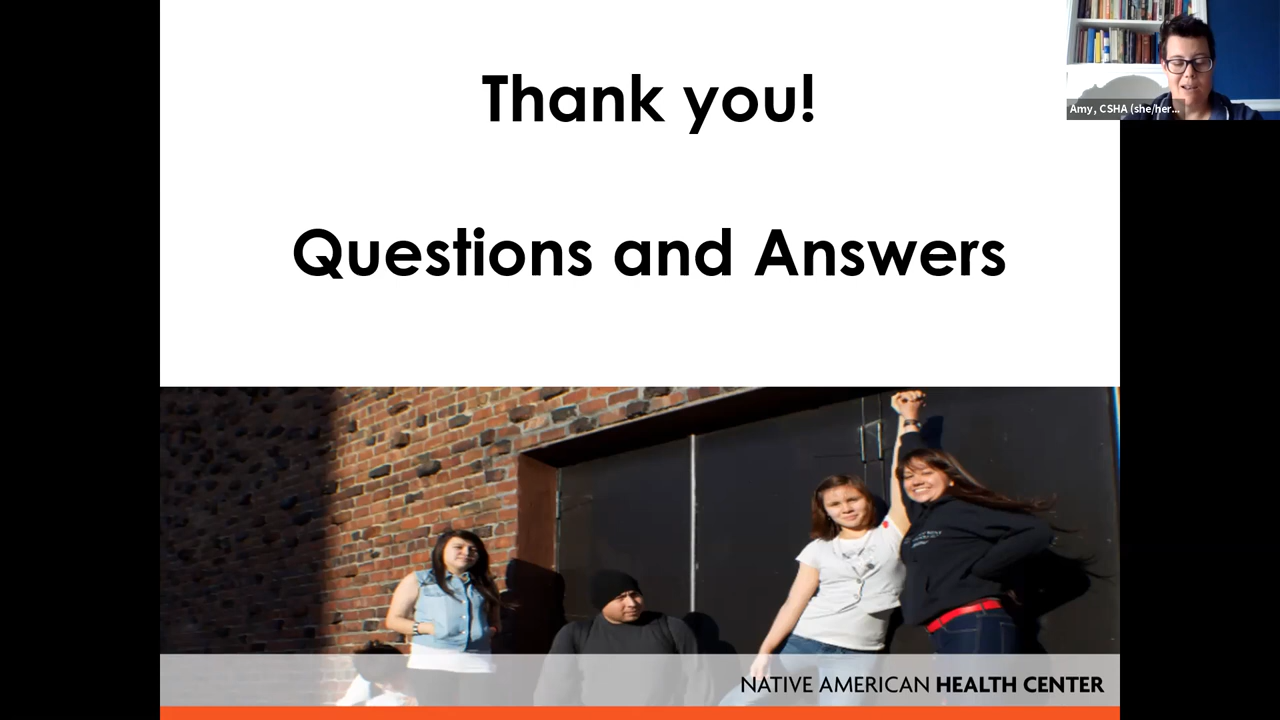 Thank you!
Amy, CSHA (she/her...
Questions and Answers
NATIVE AMERICAN HEALTH CENTER